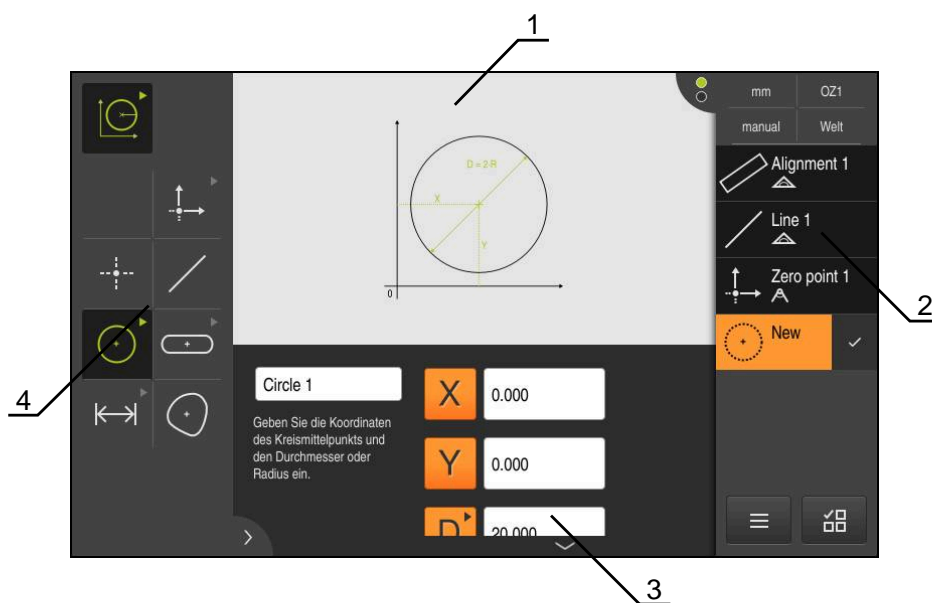 1
mm
OZ1
manual
Welt
D=2R
X
Y
0
Alignment 1
Line 1
2
Zero point 1
New
4
Circle 1
X
0.000
Geben Sie die Koordinaten
des Kreismittelpunkts und
den Durchmesser oder
Radius ein.
Y
0.000
D
20.000
3